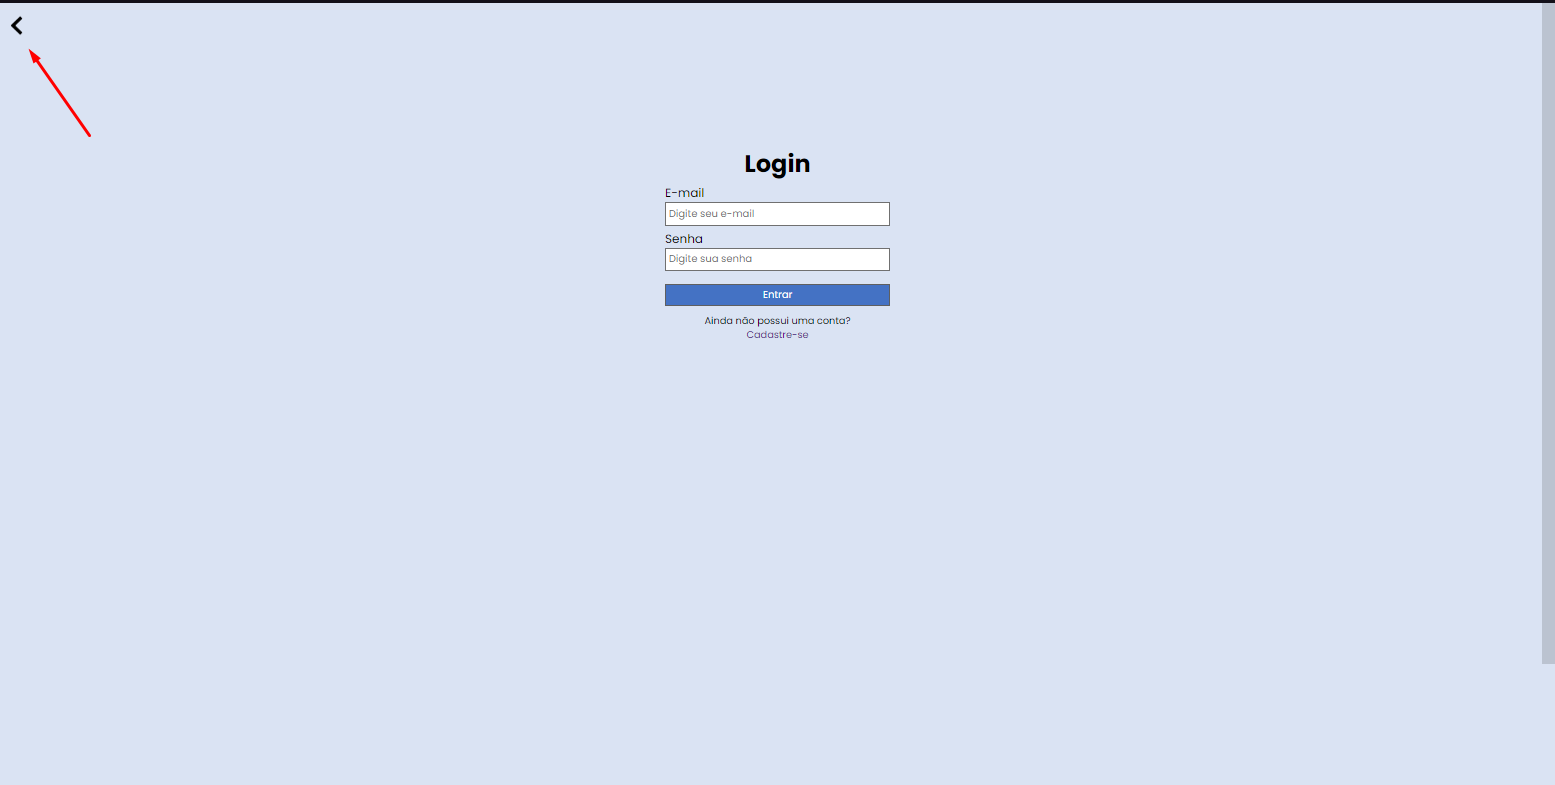 Login
E-mail
Digite seu e-mail
Senha
Digite sua senha
Entrar
Ainda não possui uma conta?
Cadastre-se